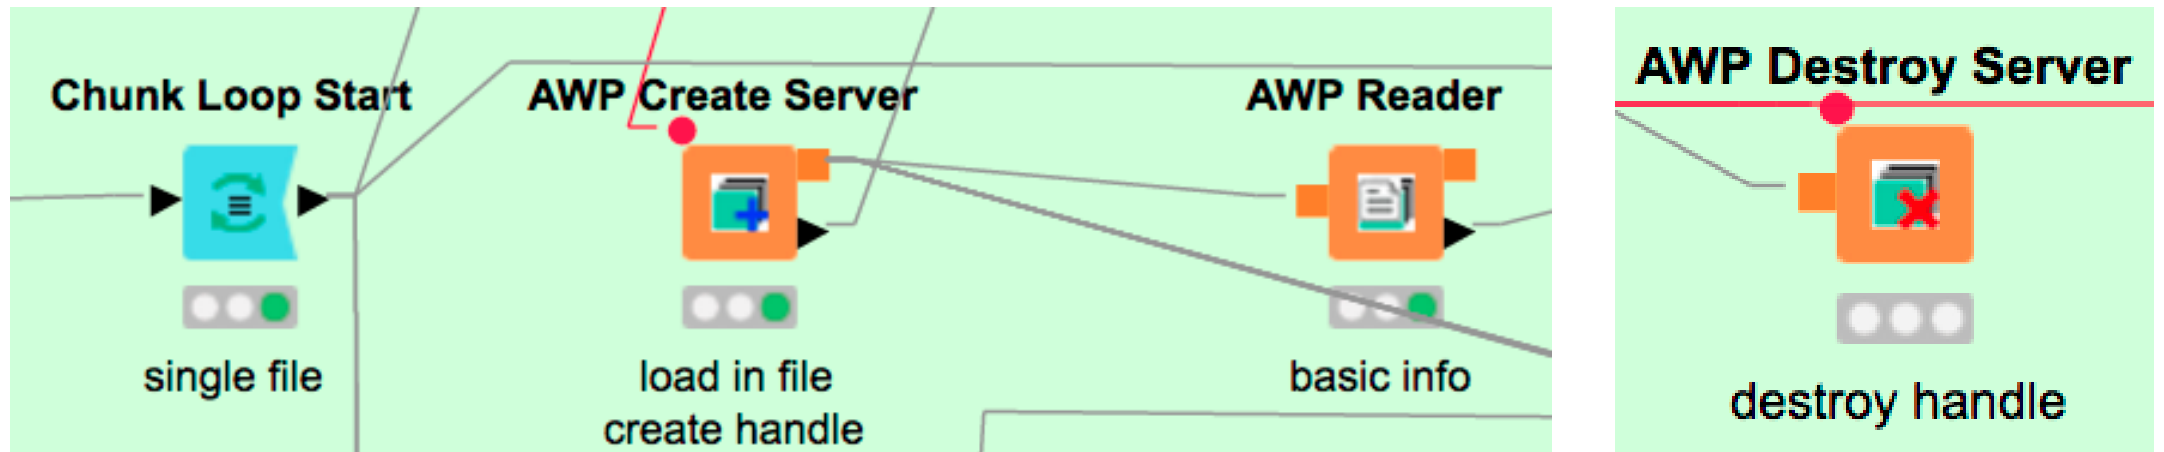 Chunk Loop Start
single file
AWP Create Server
load in file
create handle
AWP Reader
basic info
AWP Destroy Server
destroy handle